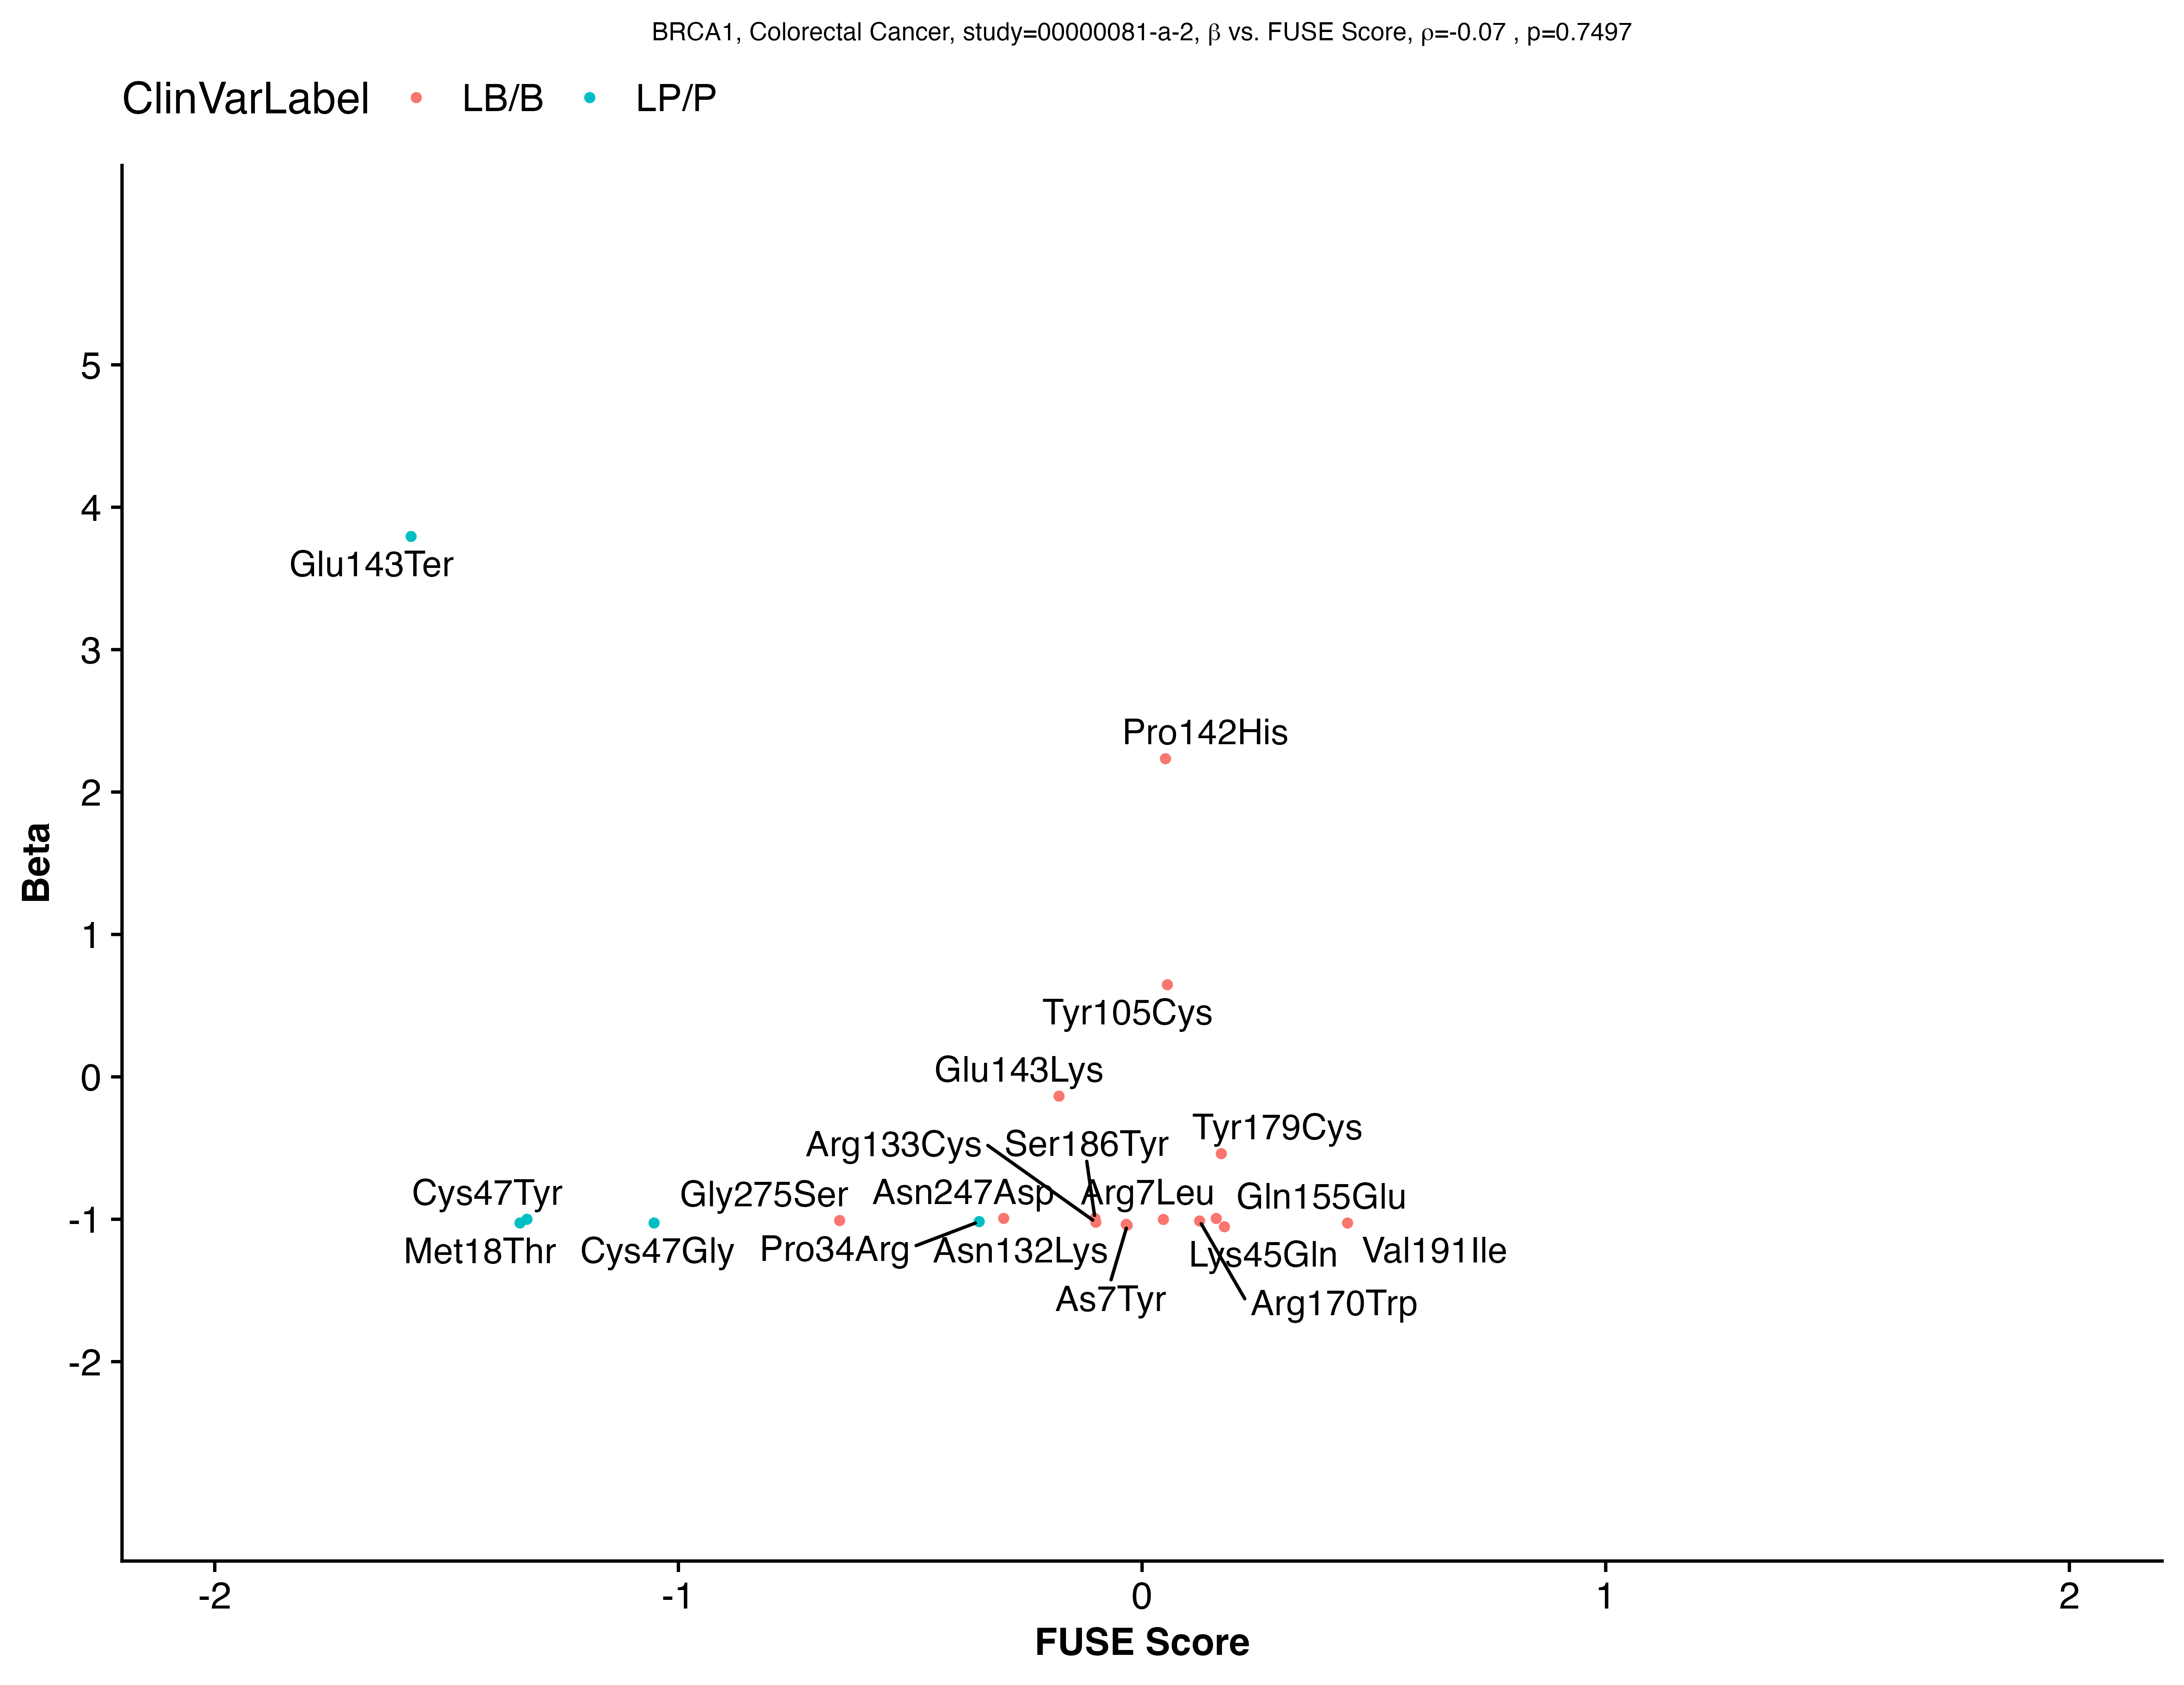 BRCA1, Colorectal Cancer, study=00000081-a-2, β vs. FUSE Score, ρ=-0.07 , p=0.7497
ClinVarLabel LB/B LP/P
5
4
Glu143Ter
3
Pro142His
2
Beta
1
Tyr105Cys
0
Glu143Lys
Tyr179Cys
Arg133Cys Ser186Tyr
Cys47Tyr Gly275Ser Asn247Asp Arg7Leu Gln155Glu
-1
Met18Thr Cys47Gly Pro34Arg Asn132Lys Lys45Gln Val191Ile
As7Tyr Arg170Trp
-2
-2 -1 0 1 2
FUSE Score